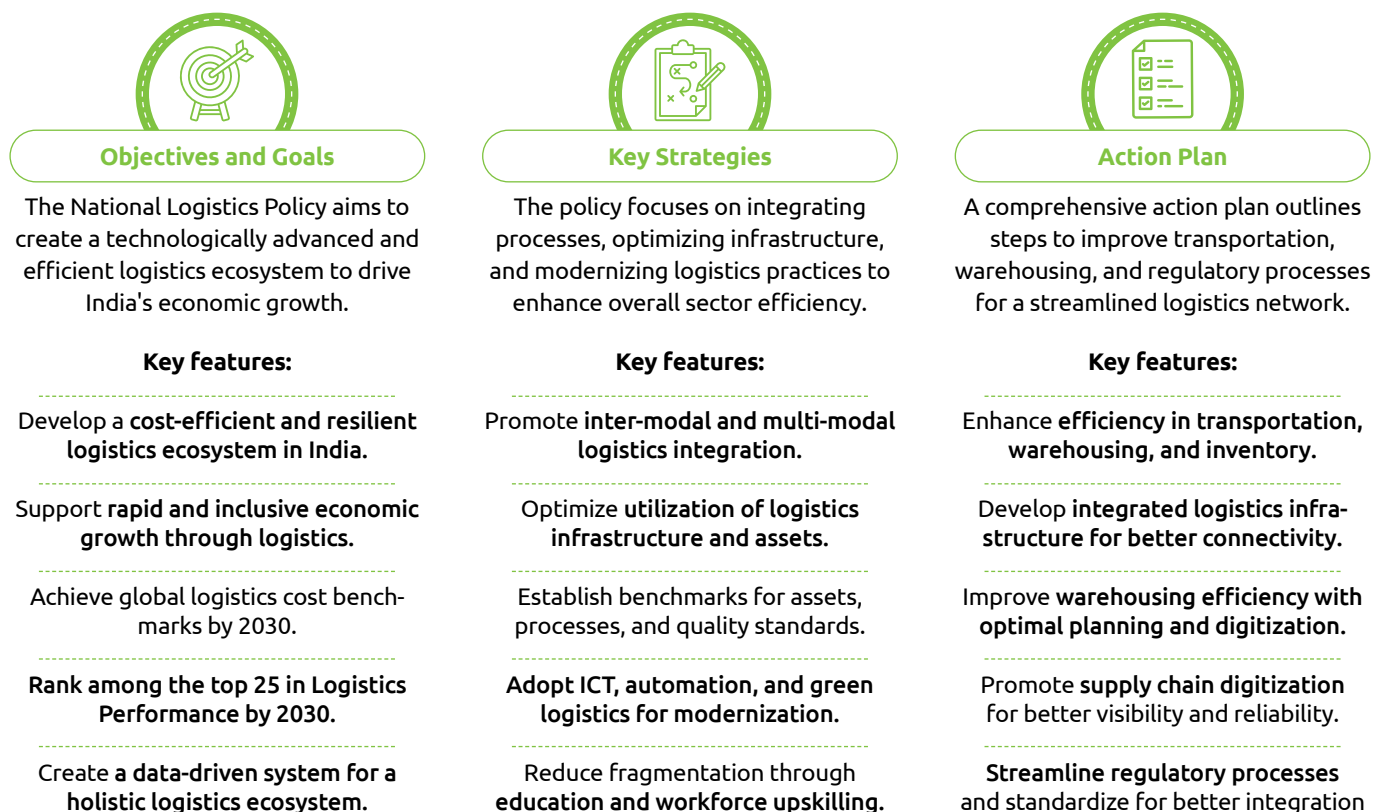 Objectives and Goals
The National Logistics Policy aims to
create a technologically advanced and
efficient logistics ecosystem to drive
India's economic growth.
Key features:
Develop a cost-efficient and resilient
logistics ecosystem in India.
Support rapid and inclusive economic
growth through logistics.
Achieve global logistics cost bench-
marks by 2030.
Rank among the top 25 in Logistics
Performance by 2030.
Create a data-driven system for a
holistic logistics ecosystem.
Key Strategies
The policy focuses on integrating
processes, optimizing infrastructure,
and modernizing logistics practices to
enhance overall sector efficiency.
Key features:
Promote inter-modal and multi-modal
logistics integration.
Optimize utilization of logistics
infrastructure and assets.
Establish benchmarks for assets,
processes, and quality standards.
Adopt ICT, automation, and green
logistics for modernization.
Reduce fragmentation through
education and workforce upskilling.
Action Plan
A comprehensive action plan outlines
steps to improve transportation,
warehousing, and regulatory processes
for a streamlined logistics network.
Key features:
Enhance efficiency in transportation,
warehousing, and inventory.
Develop integrated logistics infra-
structure for better connectivity.
Improve warehousing efficiency with
optimal planning and digitization.
Promote supply chain digitization
for better visibility and reliability.
Streamline regulatory processes
and standardize for better integration